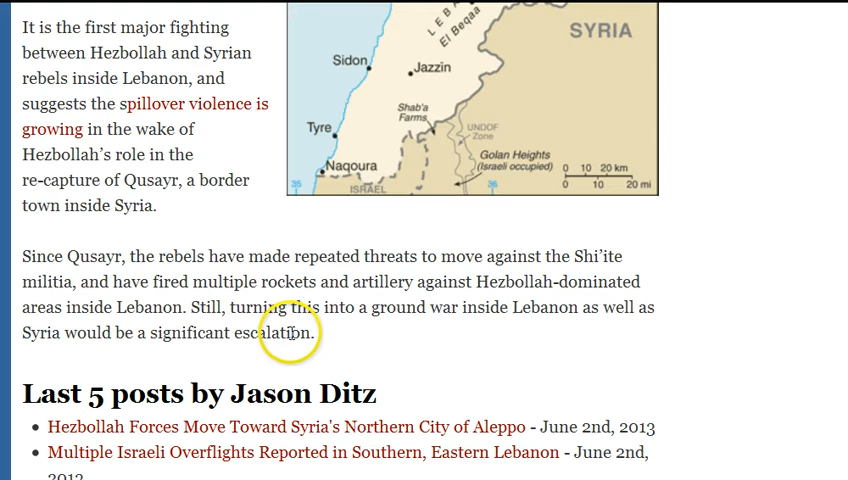 It is the first major fighting
between Hezbollah and Syrian
rebels inside Lebanon, and
suggests the spillover violence is
growing in the wake of
Hezbollah’s role in the
re-capture of Qusayr, a border
town inside Syria.
LEBA
El Beqaa
SYRIA
Sidon
Jazzin
Shab'a
Farms
UNDOF
Zone
Tyre
Golan Heights
(Israeli occupied)
Naqoura
0 10 20 km
0 10 20 mi
35
ISRAEL
36
Since Qusayr, the rebels have made repeated threats to move against the Shi’ite
militia, and have fired multiple rockets and artillery against Hezbollah-dominated
areas inside Lebanon. Still, turning this into a ground war inside Lebanon as well as
Syria would be a significant escalation.
Last 5 posts by Jason Ditz
Hezbollah Forces Move Toward Syria's Northern City of Aleppo - June 2nd, 2013
Multiple Israeli Overflights Reported in Southern, Eastern Lebanon - June 2nd,
2013